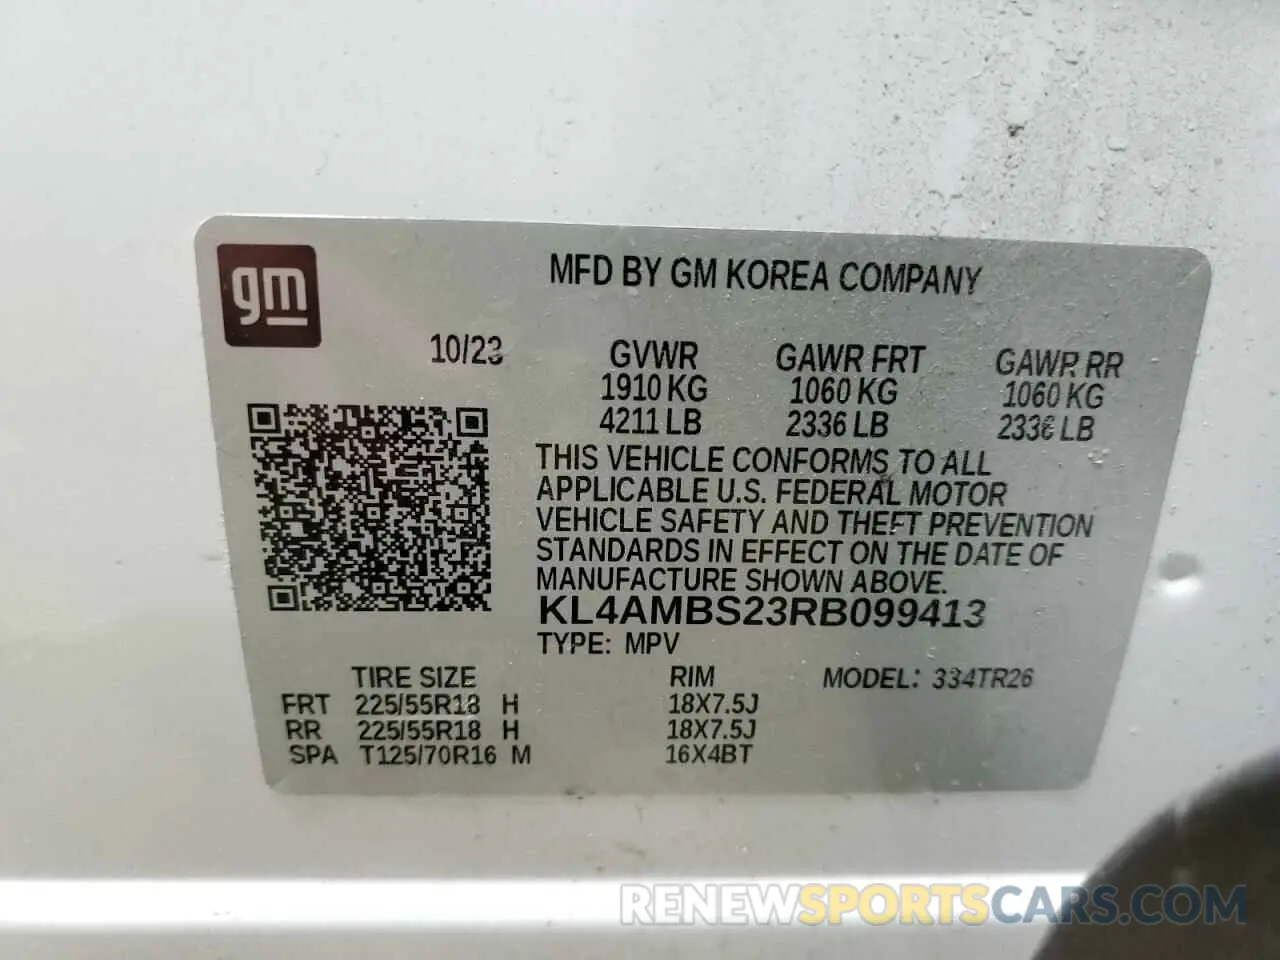 gm
MFD BY GM KOREA COMPANY
10/23 GVWR GAWR FRT GAWR RR
1910 KG 1060 KG 1060 KG
4211 LB 2336 LB 2336 LB
THIS VEHICLE CONFORMS TO ALL
APPLICABLE U.S. FEDERAL MOTOR
VEHICLE SAFETY AND THEFT PREVENTION
STANDARDS IN EFFECT ON THE DATE OF
MANUFACTURE SHOWN ABOVE.
KL4AMBS23RB099413
TYPE: MPV
TIRE SIZE RIM MODEL: 334TR26
FRT 225/55R18 H 18X7.5J
RR 225/55R18 H 18X7.5J
SPA T125/70R16 M 16X4BT
RENEWSPORTSCARS.COM